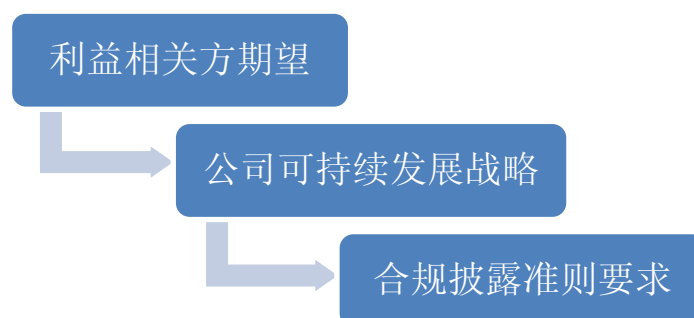 利益相关方期望
公司可持续发展战略
合规披露准则要求